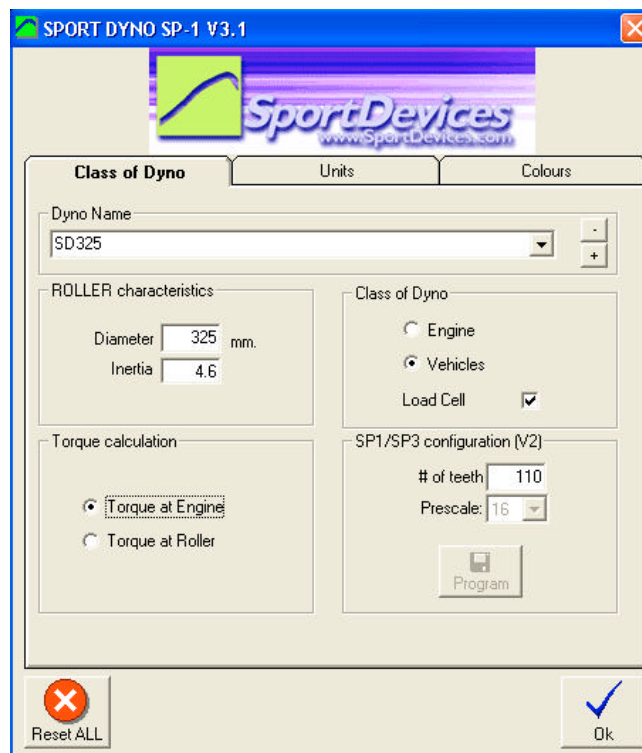 SPORT DYNO SP-1 V3.1
SportDevices
www.SportDevices.com
Class of Dyno
Units
Colours
Dyno Name
SD325
-
+
ROLLER characteristics
Diameter 325 mm.
Inertia 4.6
Class of Dyno
Engine
Vehicles
Load Cell
Torque calculation
Torque at Engine
Torque at Roller
SP1/SP3 configuration (V2)
# of teeth 110
Prescale: 16
Program
Reset ALL
Ok